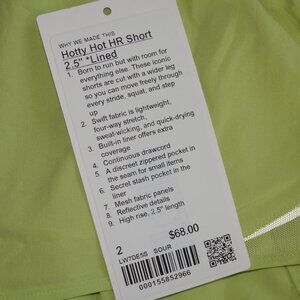 WHY WE MADE THIS
Hotty Hot HR Short
2.5" *Lined
1. Born to run but with room for
everything else. These iconic
shorts are cut with a wider leg
so you can move freely through
every stride, squat, and step
up
2. Swift fabric is lightweight,
four-way stretch,
sweat-wicking, and quick-drying
3. Built-in liner offers extra
coverage
4. Continuous drawcord
5. A discreet zippered pocket in
the seam for small items
6. Secret stash pocket in the
liner
7. Mesh fabric panels
8. Reflective details
9. High rise, 2.5" length
2 $68.00
LW7DE5S SOUR
000155852966